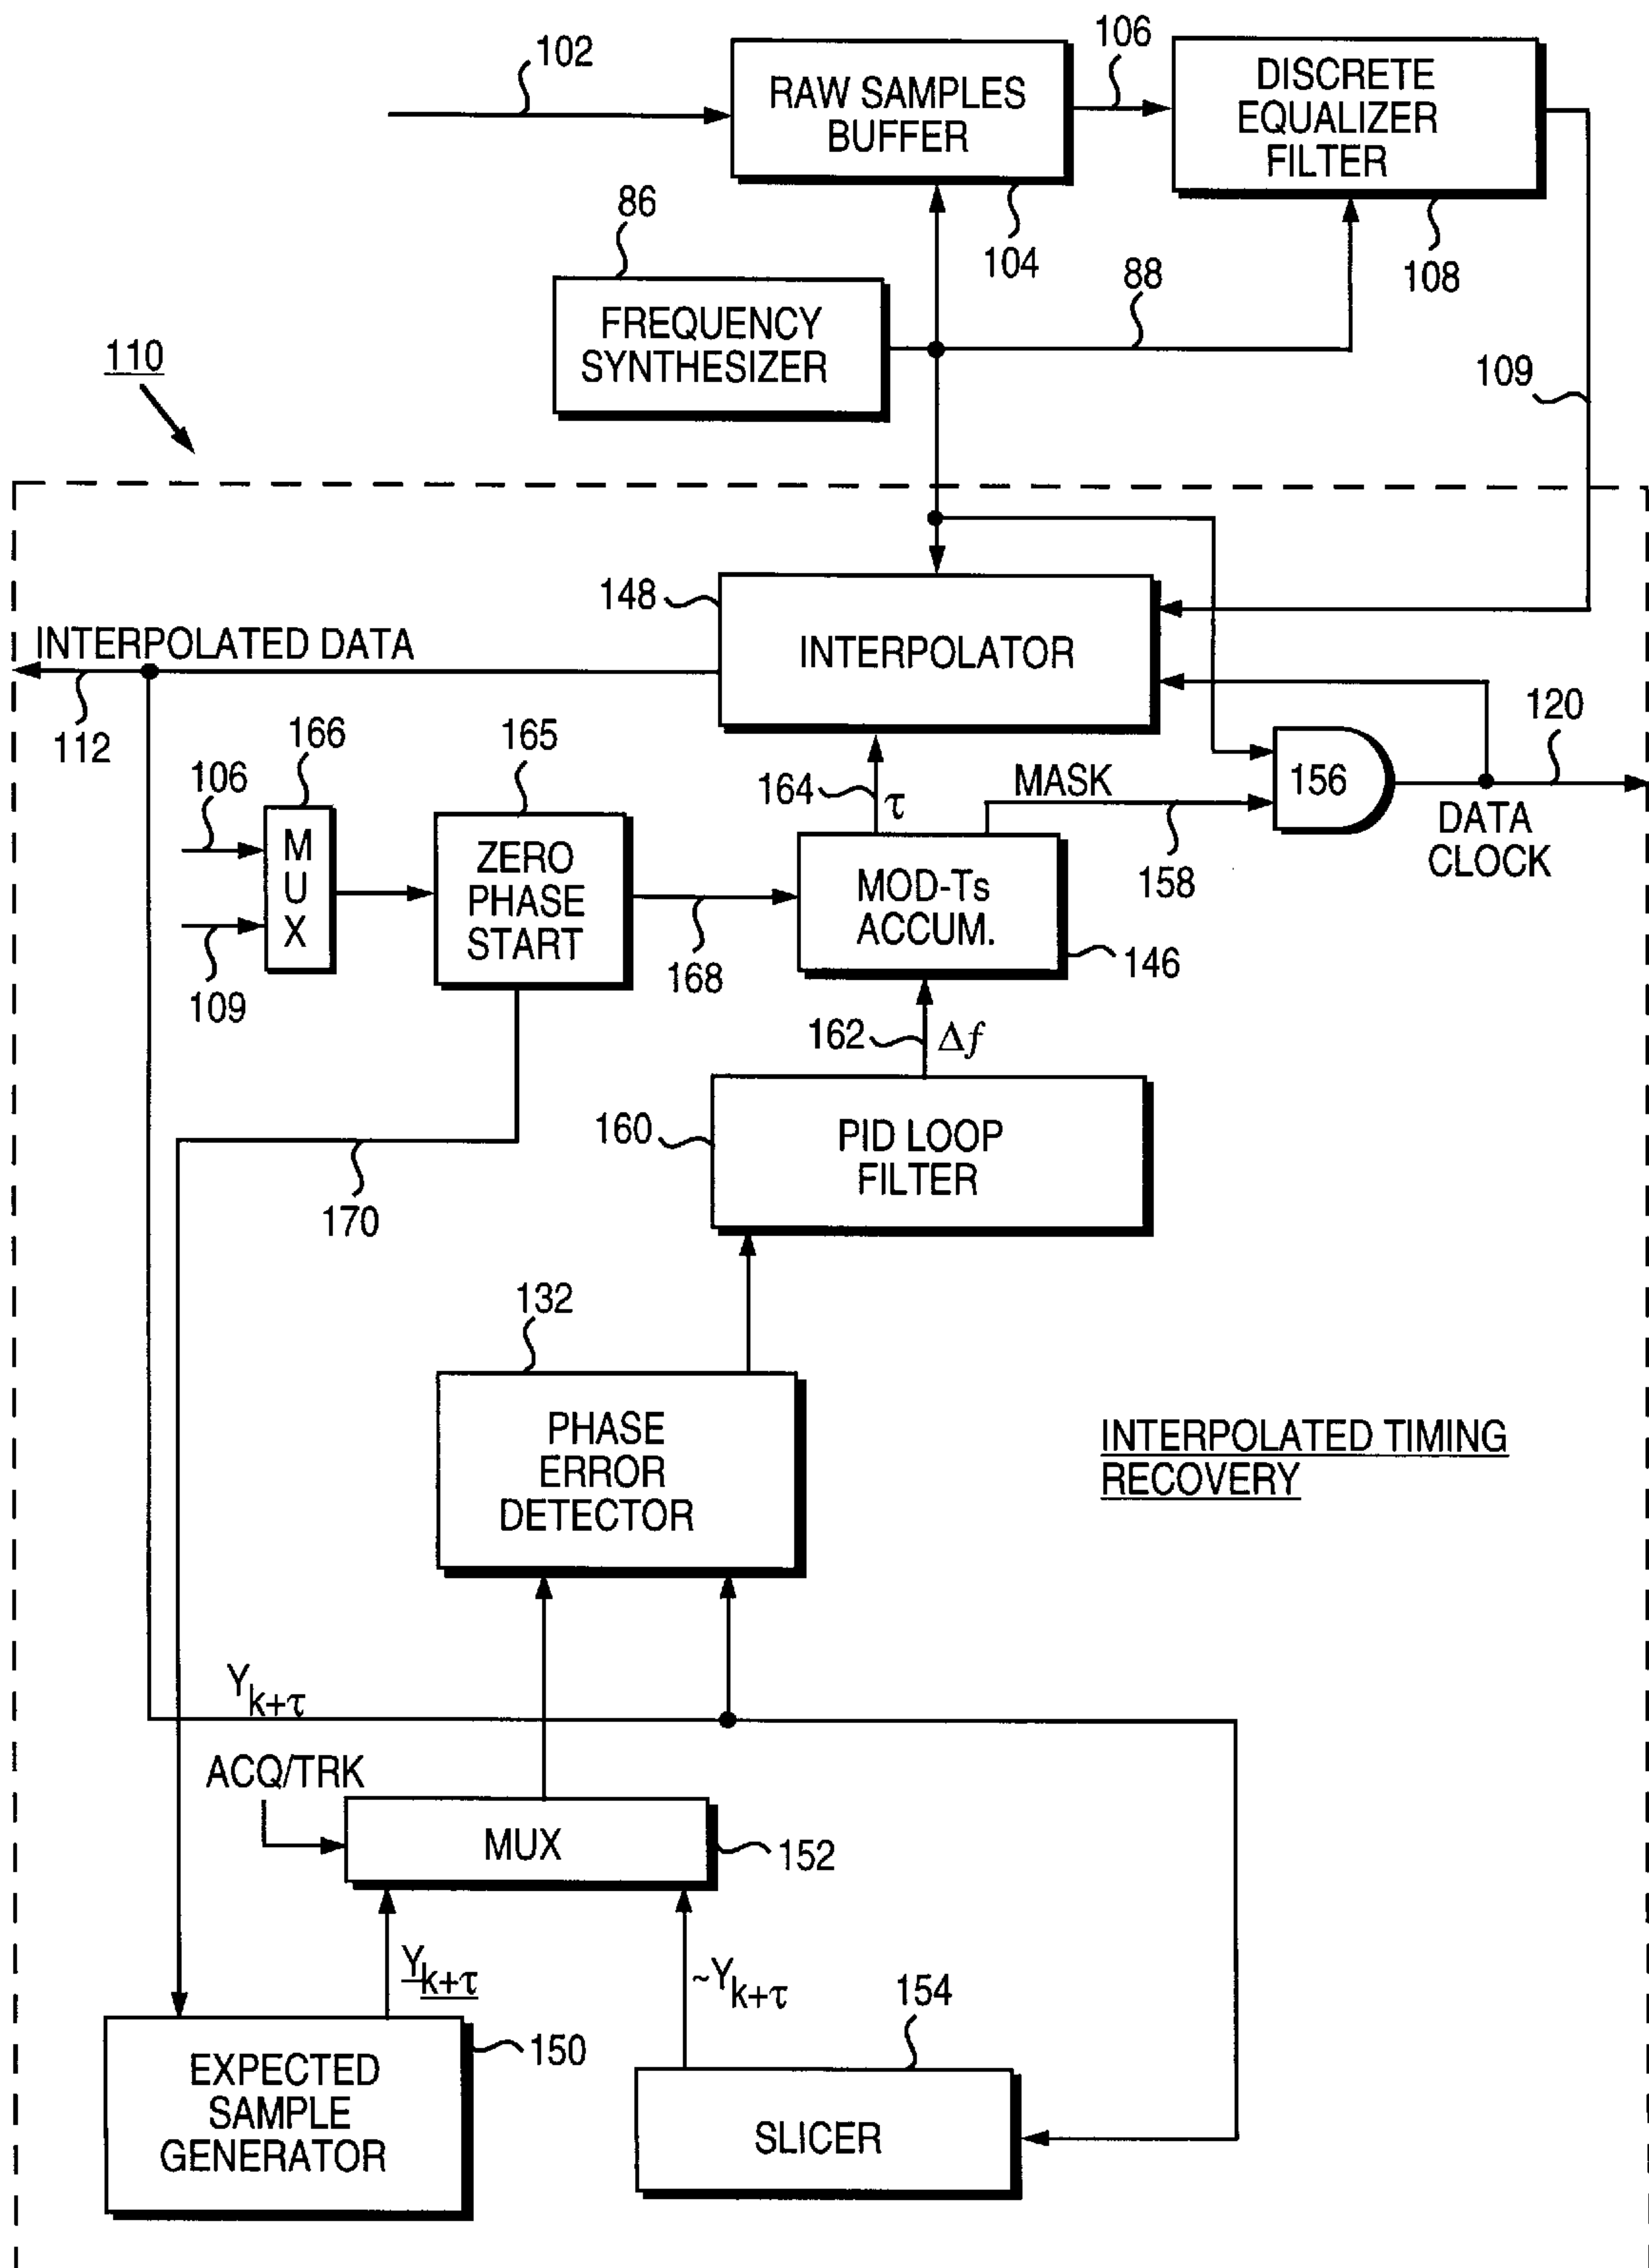 102
RAW SAMPLES
BUFFER
106
DISCRETE
EQUALIZER
FILTER
86
104
108
FREQUENCY
SYNTHESIZER
88
110
109
148
INTERPOLATOR
INTERPOLATED DATA
112
166
165
164
τ
MASK
156
120
DATA
CLOCK
106
M
U
X
ZERO
PHASE
START
MOD-Ts
ACCUM.
158
109
168
146
162
Δf
160
PID LOOP
FILTER
170
132
PHASE
ERROR
DETECTOR
INTERPOLATED TIMING
RECOVERY
Yk+τ
ACQ/TRK
MUX
152
Yk+τ
~Yk+τ
154
EXPECTED
SAMPLE
GENERATOR
150
SLICER